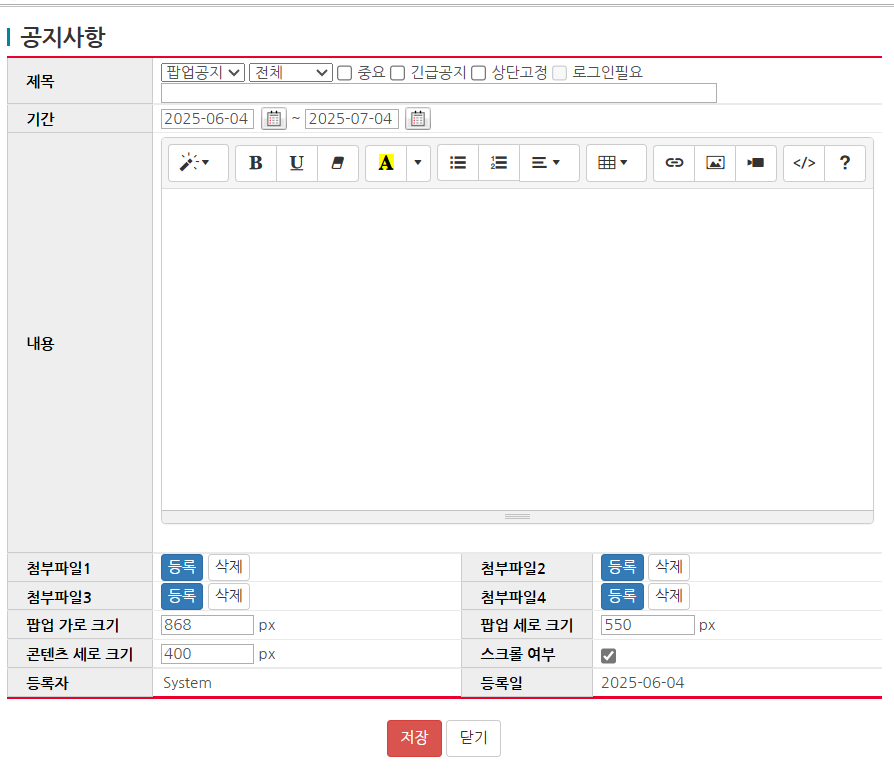 공지사항
제목 팝업공지 전체 중요 긴급공지 상단고정 로그인필요
기간 2025-06-04 ~ 2025-07-04
B U A </> ?
내용
첨부파일1 등록 삭제 첨부파일2 등록 삭제
첨부파일3 등록 삭제 첨부파일4 등록 삭제
팝업 가로 크기 868 px 팝업 세로 크기 550 px
콘텐츠 세로 크기 400 px 스크롤 여부
등록자 System 등록일 2025-06-04
저장 닫기